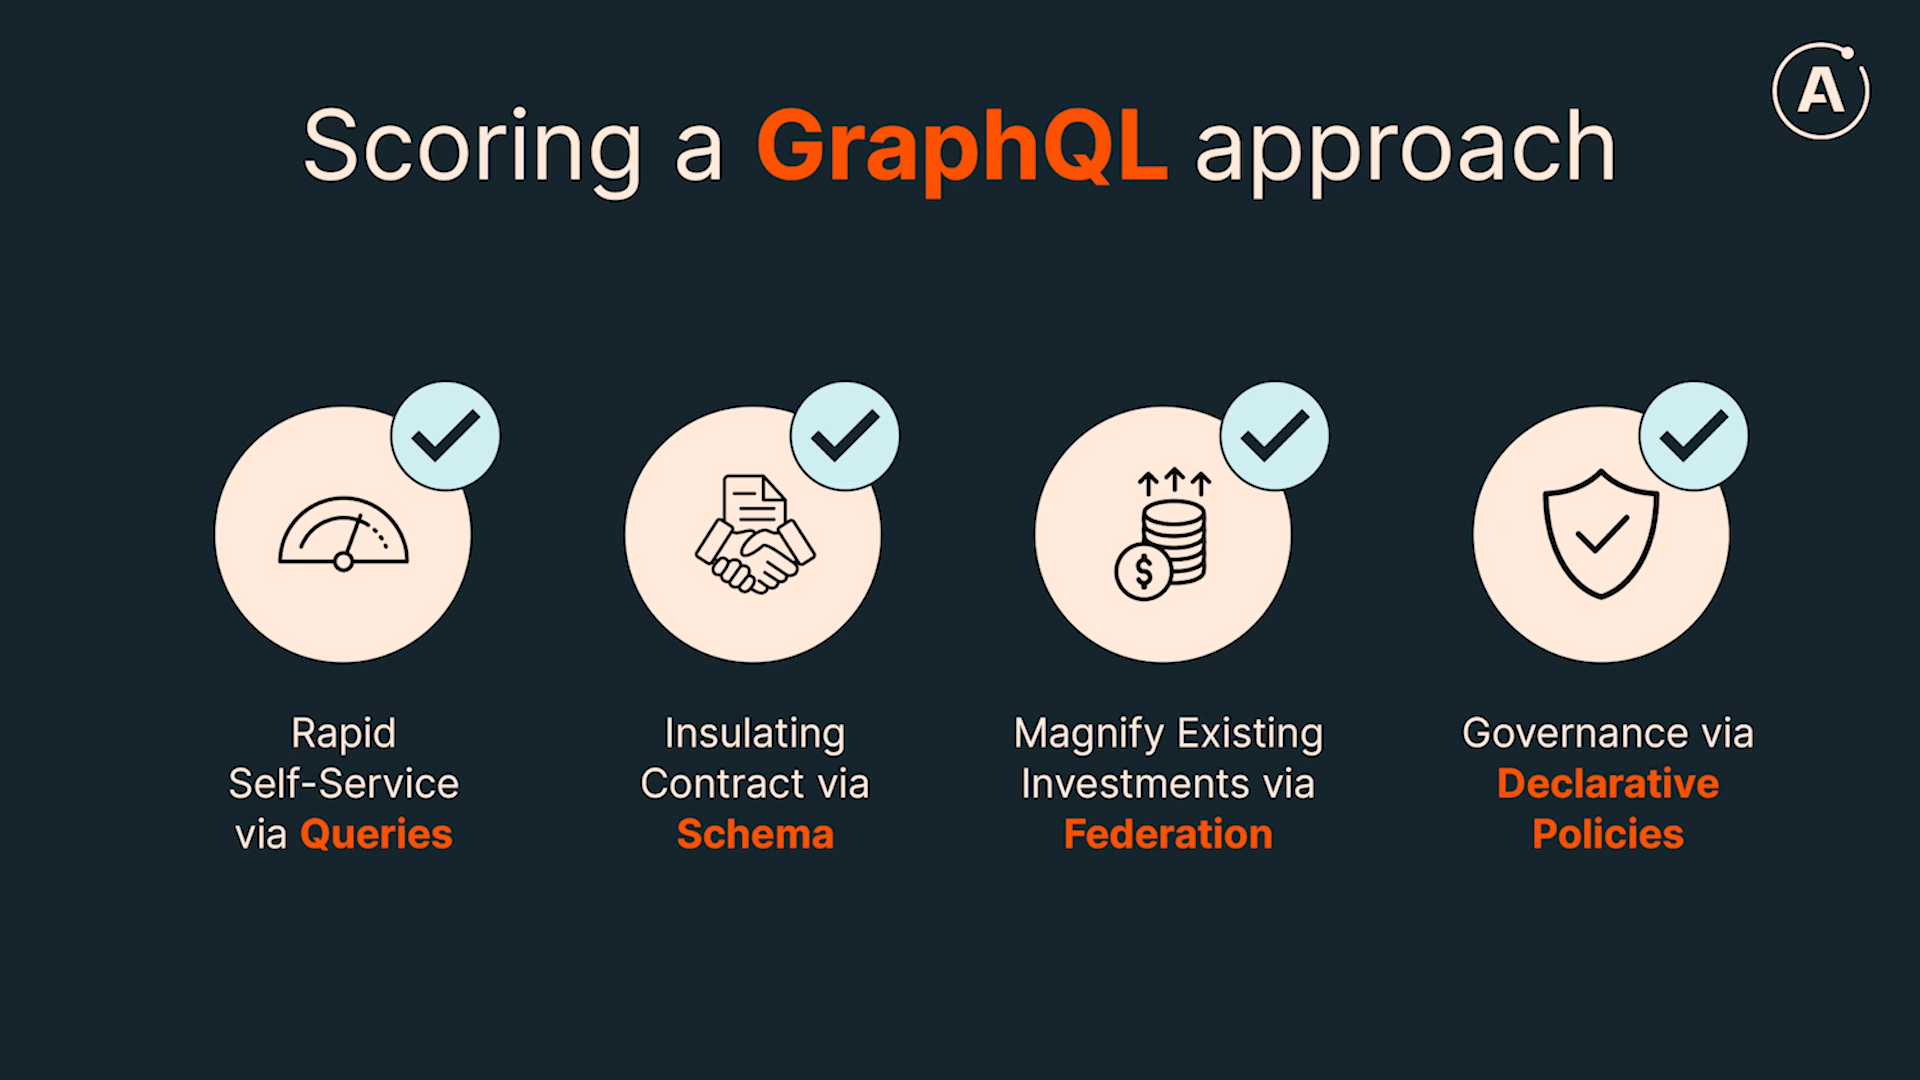 A
Scoring a GraphQL approach
$
Rapid
Self-Service
via Queries
Insulating
Contract via
Schema
Magnify Existing
Investments via
Federation
Governance via
Declarative
Policies